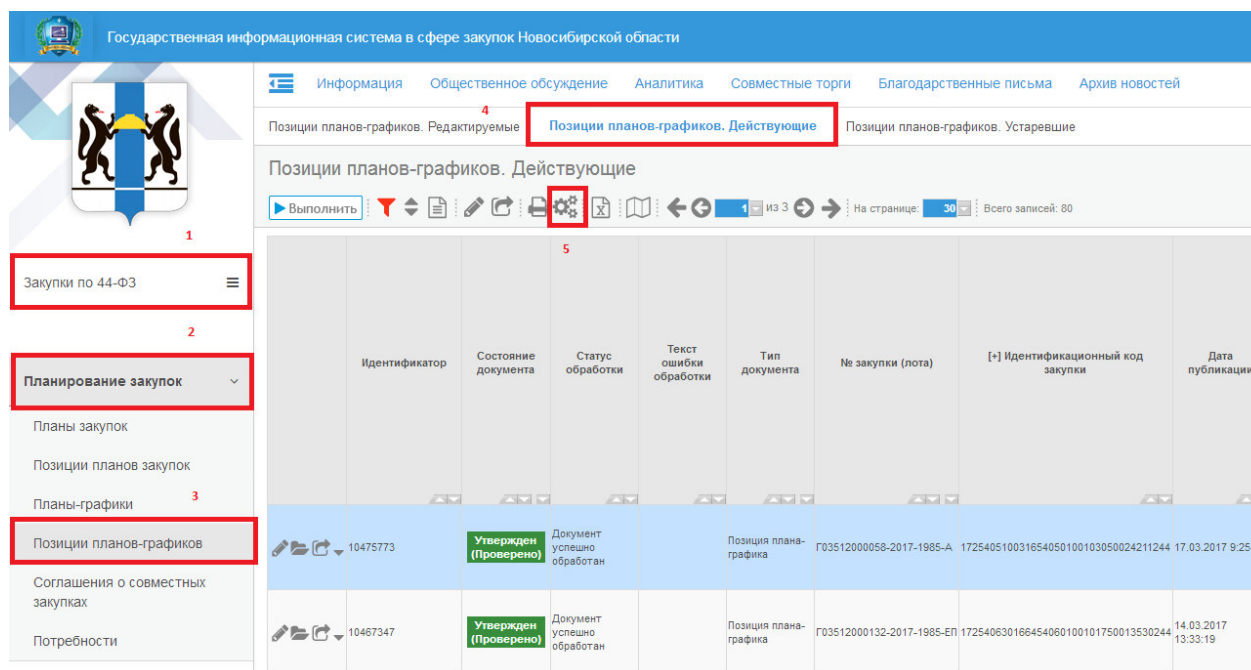 Государственная информационная система в сфере закупок Новосибирской области
Информация Общественное обсуждение Аналитика Совместные торги Благодарственные письма Архив новостей
4
Позиции планов-графиков. Редактируемые Позиции планов-графиков. Действующие Позиции планов-графиков. Устаревшие
Позиции планов-графиков. Действующие
Выполнить 1 из 3 На странице: 30 Всего записей: 80
1
5
Закупки по 44-ФЗ
2
Планирование закупок
Планы закупок
Позиции планов закупок
Планы-графики
3
Позиции планов-графиков
Соглашения о совместных
закупках
Потребности
Идентификатор
Состояние
документа
Статус
обработки
Текст
ошибки
обработки
Тип
документа
№ закупки (лота)
[+] Идентификационный код
закупки
Дата
публикации
10475773
Утвержден
(Проверено)
Документ
успешно
обработан
Позиция плана-
графика
Г03512000058-2017-1985-А
172540510031654050100103050024211244
17.03.2017 9:25
10467347
Утвержден
(Проверено)
Документ
успешно
обработан
Позиция плана-
графика
Г03512000132-2017-1985-ЕП
172540630166454060100101750013530244
14.03.2017
13:33:19